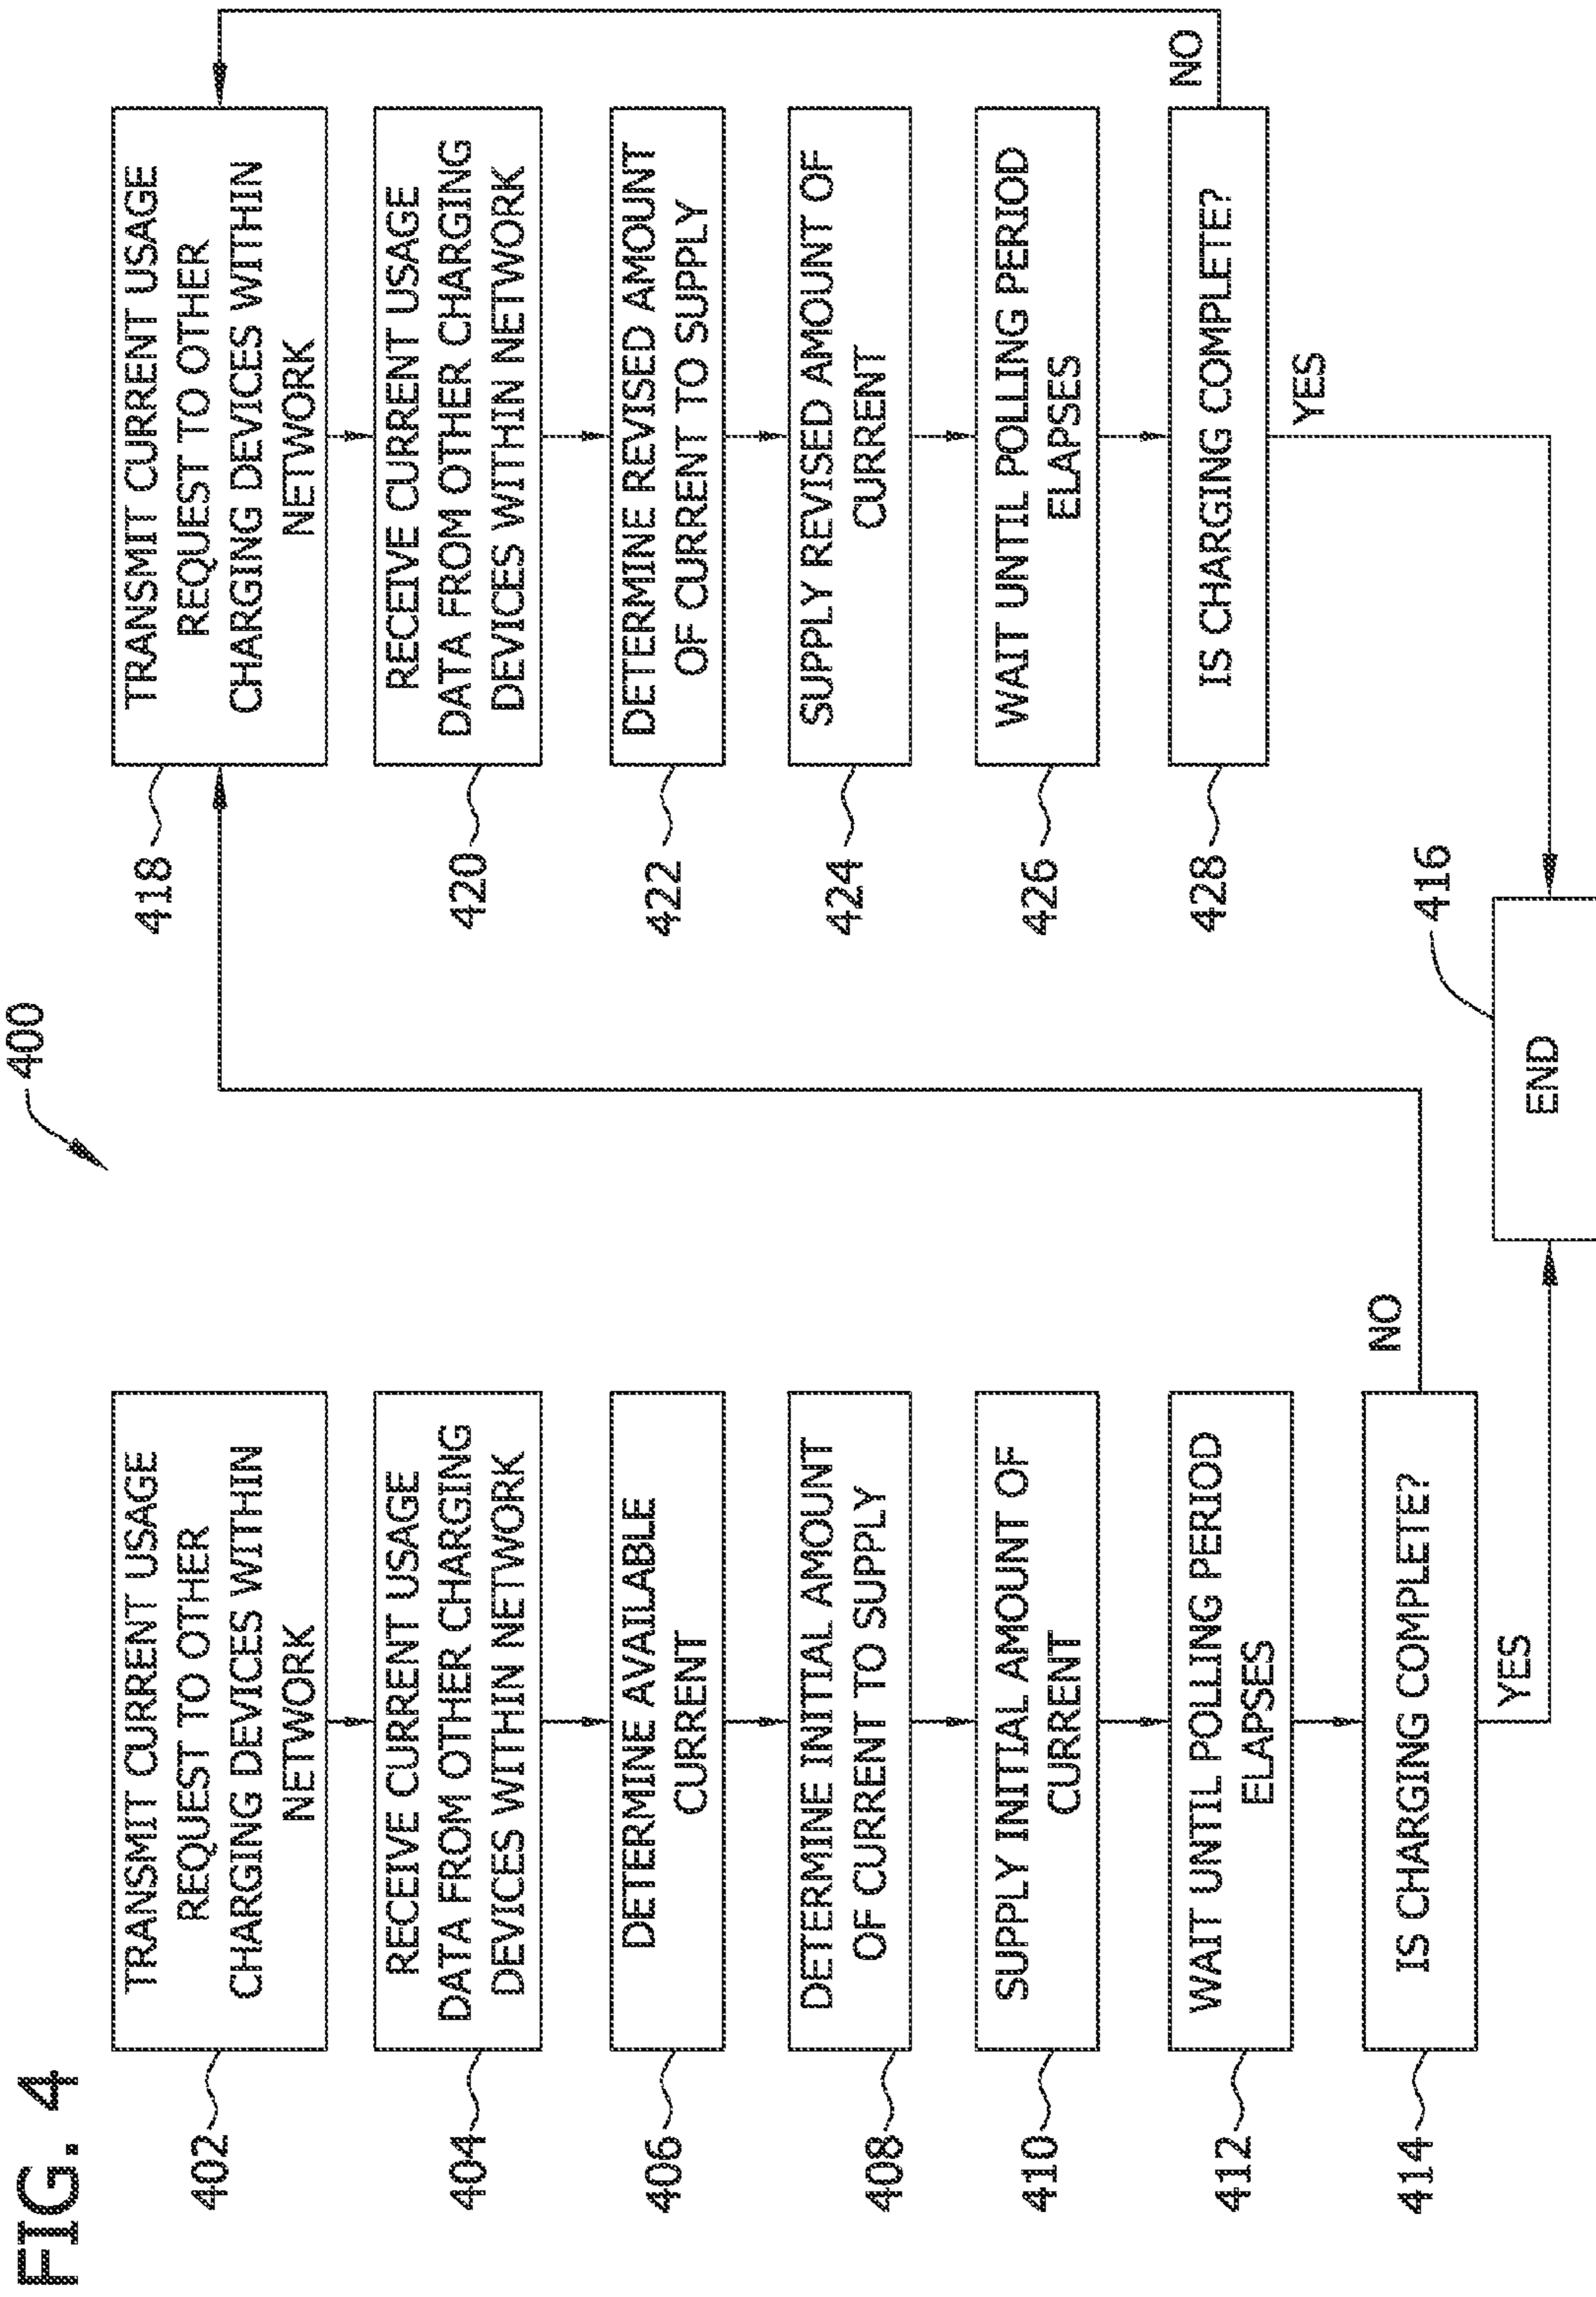 FIG. 4
400
402
TRANSMIT CURRENT USAGE
REQUEST TO OTHER
CHARGING DEVICES WITHIN
NETWORK
404
RECEIVE CURRENT USAGE
DATA FROM OTHER CHARGING
DEVICES WITHIN NETWORK
406
DETERMINE AVAILABLE
CURRENT
408
DETERMINE INITIAL AMOUNT
OF CURRENT TO SUPPLY
410
SUPPLY INITIAL AMOUNT OF
CURRENT
412
WAIT UNTIL POLLING PERIOD
ELAPSES
414
IS CHARGING COMPLETE?
NO
YES
418
TRANSMIT CURRENT USAGE
REQUEST TO OTHER
CHARGING DEVICES WITHIN
NETWORK
420
RECEIVE CURRENT USAGE
DATA FROM OTHER CHARGING
DEVICES WITHIN NETWORK
422
DETERMINE REVISED AMOUNT
OF CURRENT TO SUPPLY
424
SUPPLY REVISED AMOUNT OF
CURRENT
426
WAIT UNTIL POLLING PERIOD
ELAPSES
428
IS CHARGING COMPLETE?
NO
YES
416
END